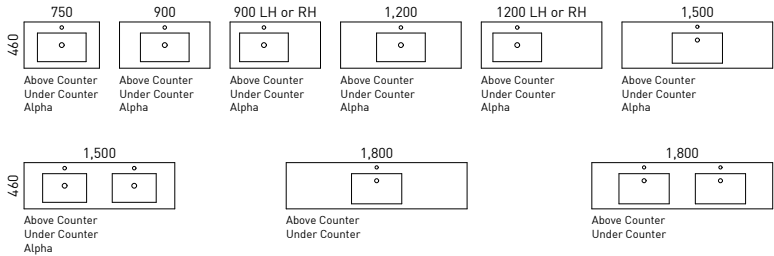 750
900
900 LH or RH
1,200
1200 LH or RH
1,500
460
Above Counter
Under Counter
Alpha
Above Counter
Under Counter
Alpha
Above Counter
Under Counter
Alpha
Above Counter
Under Counter
Alpha
Above Counter
Under Counter
Alpha
Above Counter
Under Counter
Alpha
1,500
1,800
1,800
460
Above Counter
Under Counter
Alpha
Above Counter
Under Counter
Above Counter
Under Counter